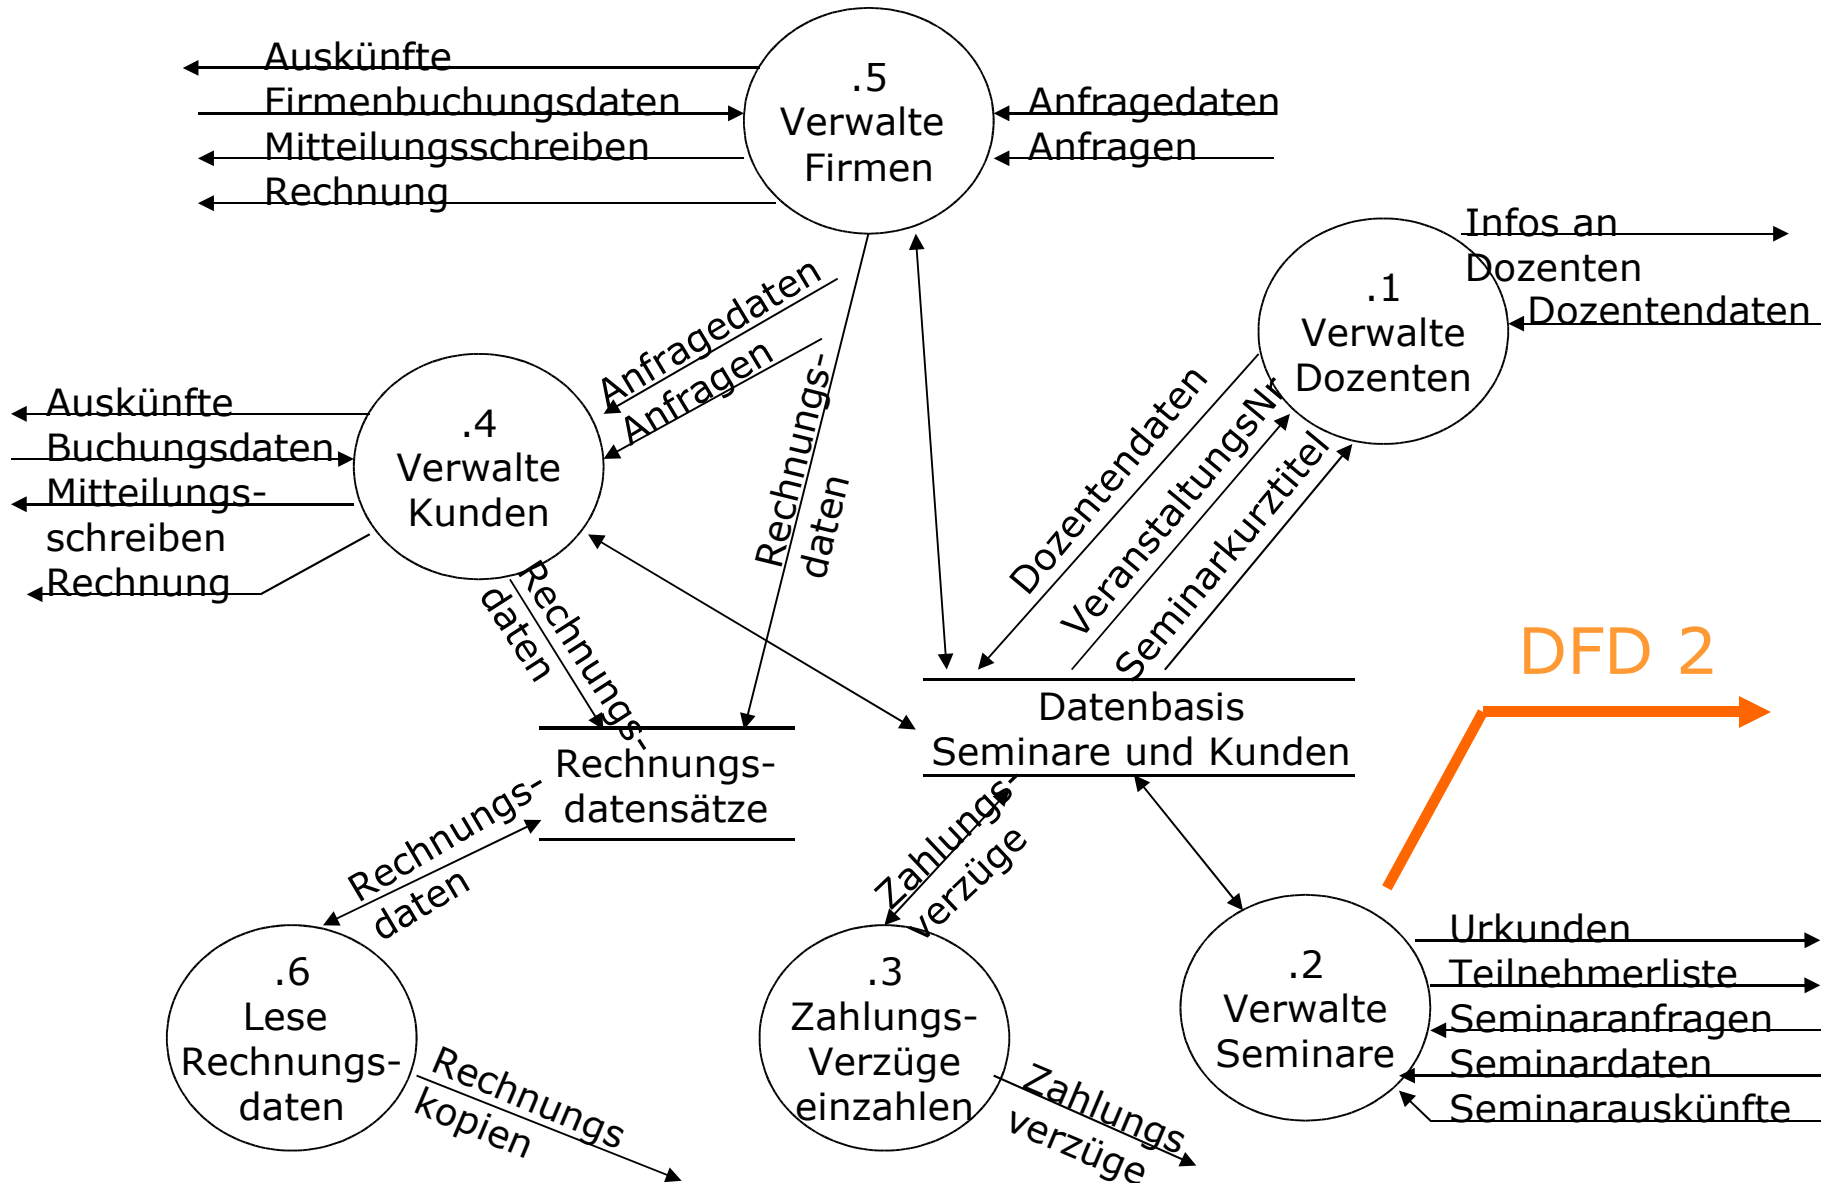 Auskünfte
Firmenbuchungsdaten
Mitteilungsschreiben
Rechnung
.5
Verwalte
Firmen
Anfragedaten
Anfragen
Infos an
Dozenten
Dozentendaten
.1
Verwalte
Dozenten
Anfragedaten
Anfragen
Rechnungs-
daten
Auskünfte
Buchungsdaten
Mitteilungs-
schreiben
Rechnung
.4
Verwalte
Kunden
Dozentendaten
VeranstaltungsNr
Seminarkurztitel
Rechnungs-
daten
DFD 2
Datenbasis
Seminare und Kunden
Rechnungs-
datensätze
Rechnungs-
daten
Zahlungs-
verzüge
.6
Lese
Rechnungs-
daten
Rechnungs
kopien
.3
Zahlungs-
Verzüge
einzahlen
Zahlungs
verzüge
.2
Verwalte
Seminare
Urkunden
Teilnehmerliste
Seminaranfragen
Seminardaten
Seminarauskünfte